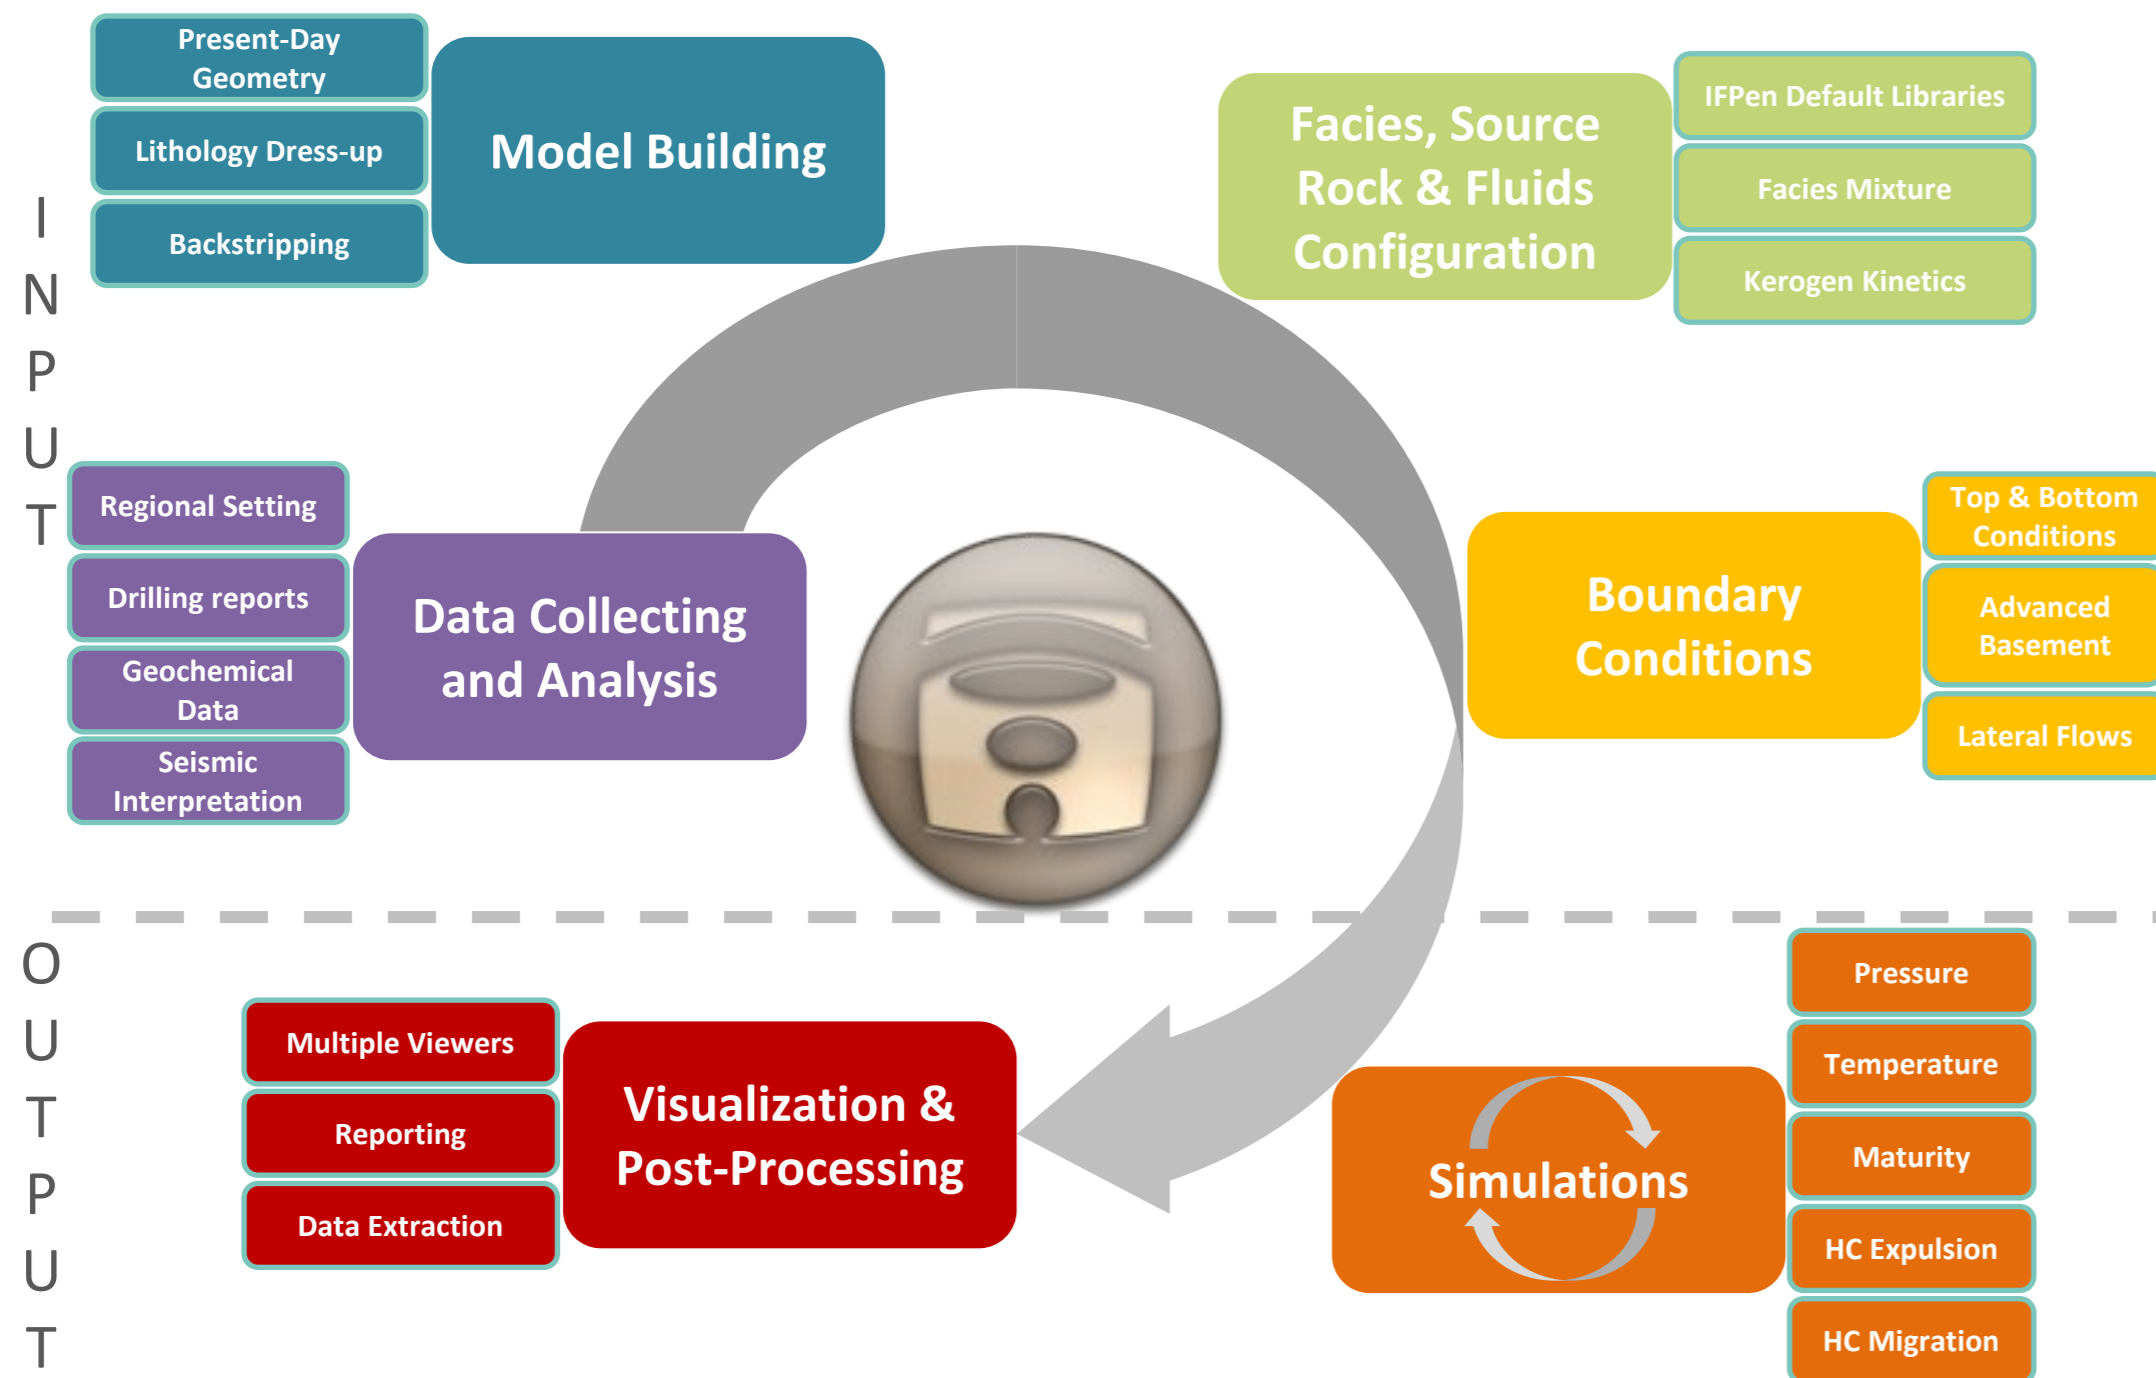 I
N
P
U
T
Present-Day
Geometry
Lithology Dress-up
Backstripping
Model Building
Facies, Source
Rock & Fluids
Configuration
IFPen Default Libraries
Facies Mixture
Kerogen Kinetics
Regional Setting
Drilling reports
Geochemical
Data
Seismic
Interpretation
Data Collecting
and Analysis
Boundary
Conditions
Top & Bottom
Conditions
Advanced
Basement
Lateral Flows
O
U
T
P
U
T
Multiple Viewers
Reporting
Data Extraction
Visualization &
Post-Processing
Simulations
Pressure
Temperature
Maturity
HC Expulsion
HC Migration